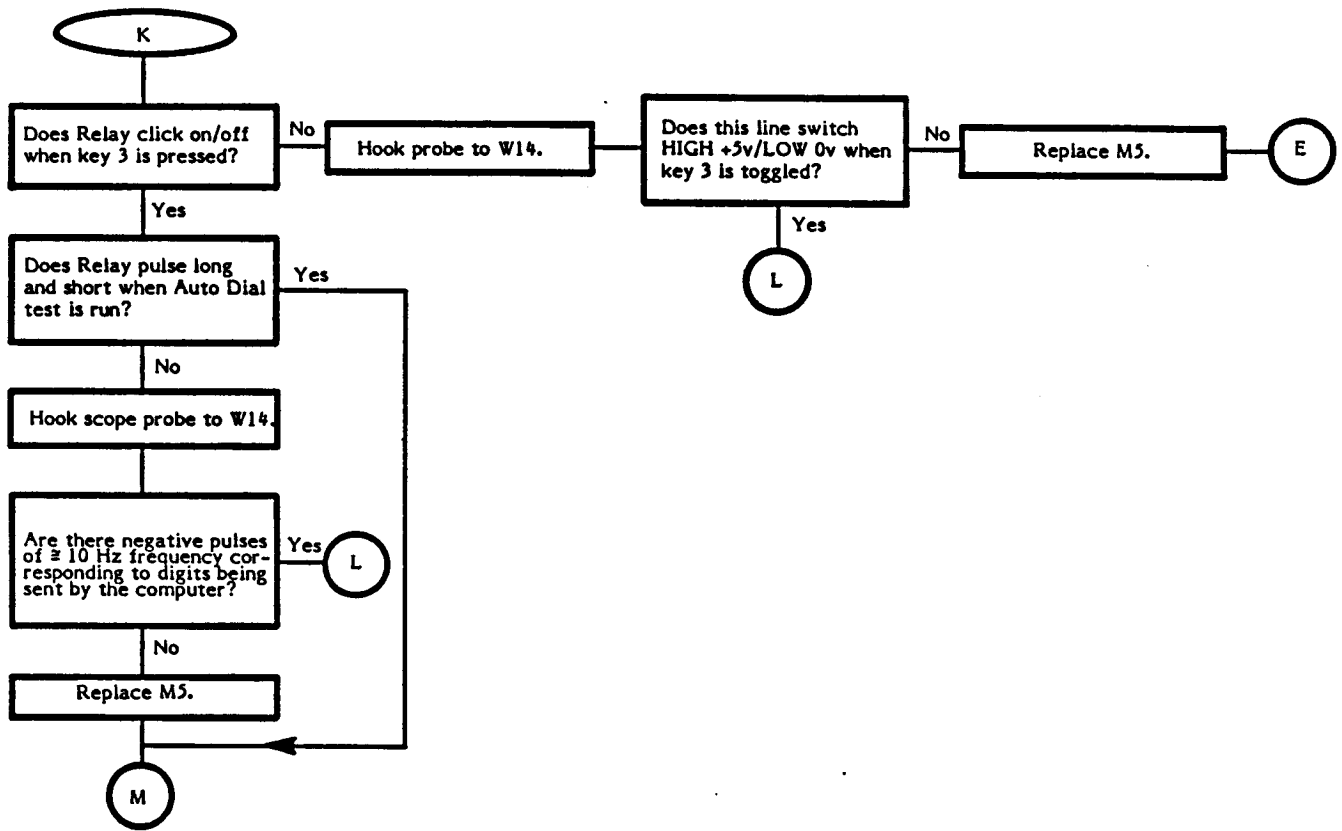 K
Does Relay click on/off
when key 3 is pressed?
No
Hook probe to W14.
Does this line switch
HIGH +5v/LOW 0v when
key 3 is toggled?
No
Replace M5.
E
Yes
L
Yes
Does Relay pulse long
and short when Auto Dial
test is run?
Yes
No
Hook scope probe to W14.
Are there negative pulses
of ≅ 10 Hz frequency cor-
responding to digits being
sent by the computer?
Yes
L
No
Replace M5.
M